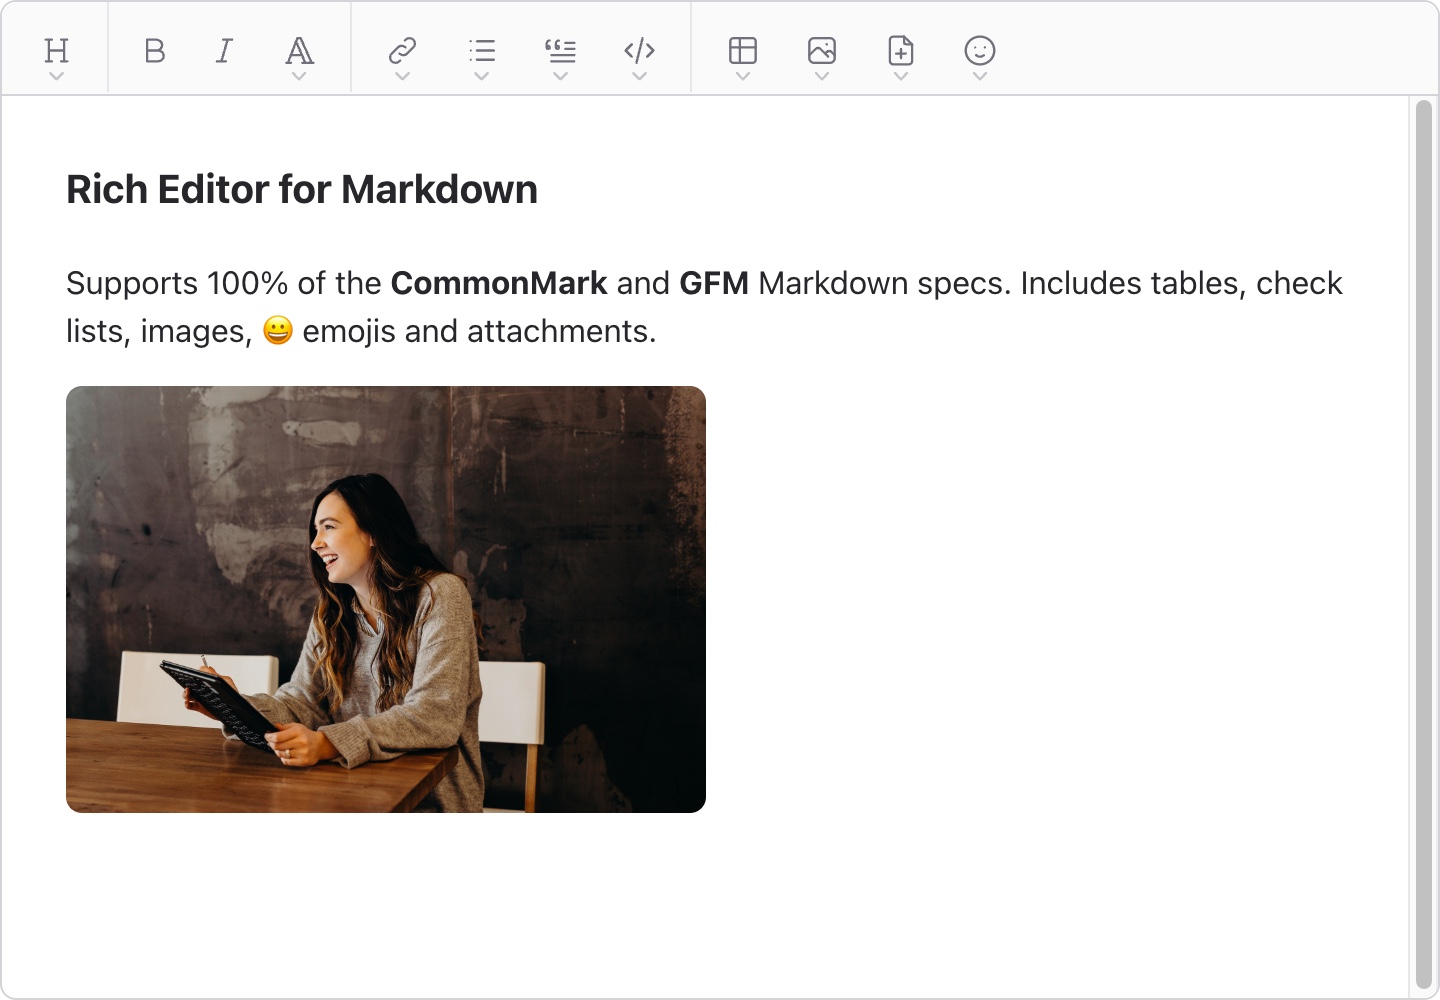 H B I A
Rich Editor for Markdown
Supports 100% of the CommonMark and GFM Markdown specs. Includes tables, check
lists, images, 😀 emojis and attachments.